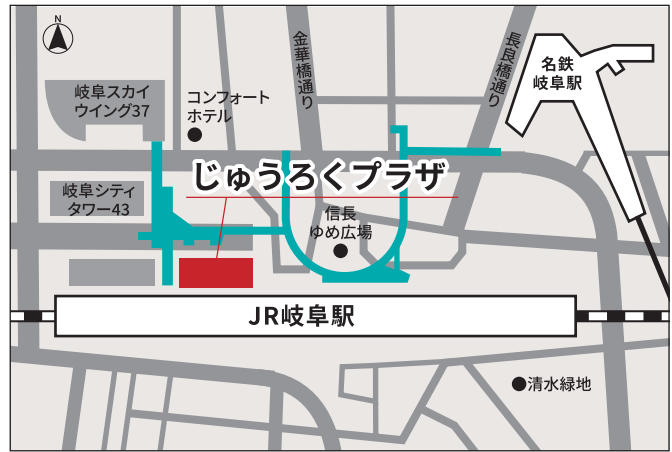 N
岐阜スカイ
ウイング37
コンフォート
ホテル
金華橋通り
長良橋通り
名鉄
岐阜駅
じゅうろくプラザ
岐阜シティ
タワー43
信長
ゆめ広場
JR岐阜駅
清水緑地